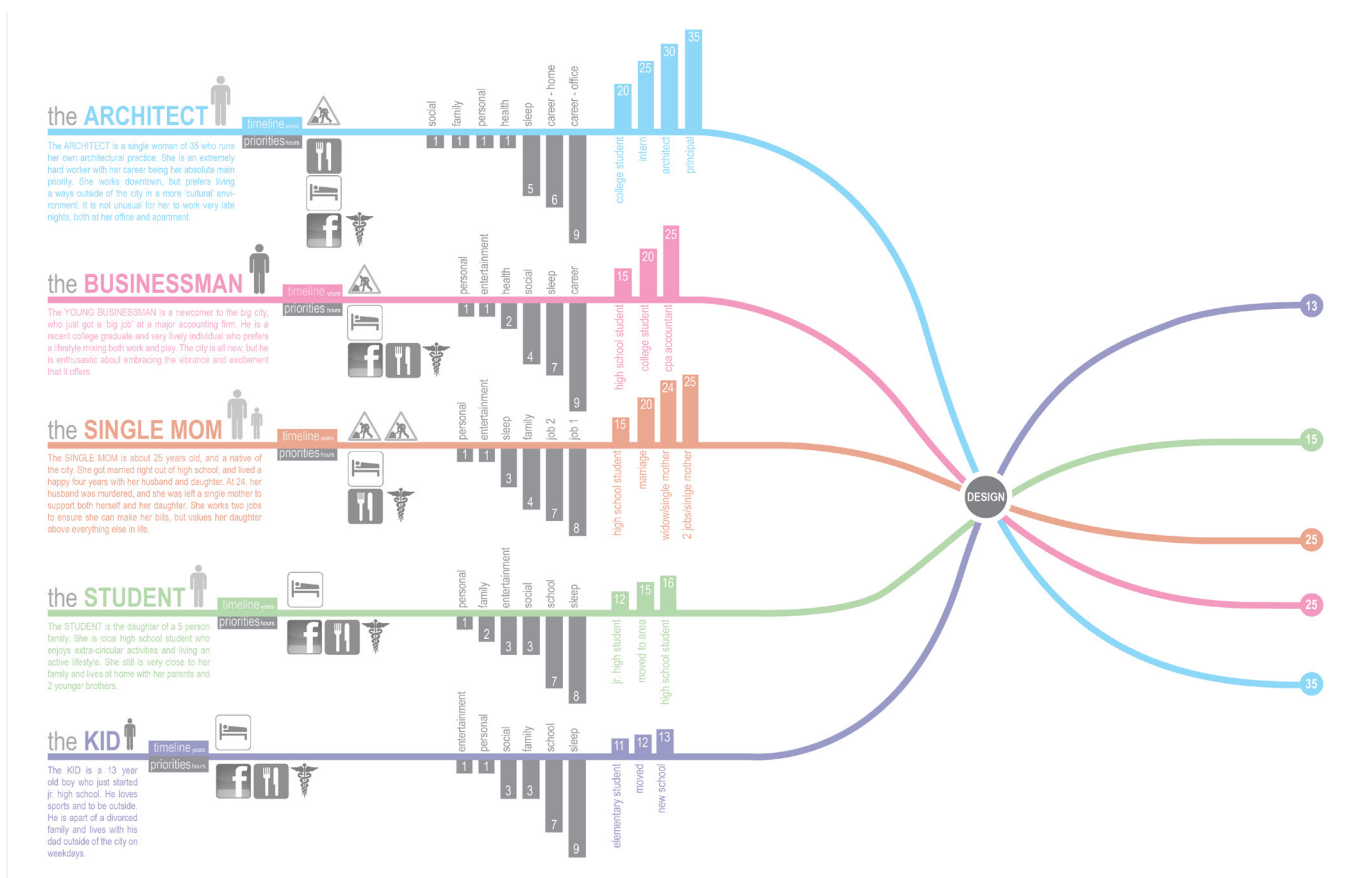 the ARCHITECT
timeline years
priorities hours
The ARCHITECT is a single woman of 35 who runs
her own architectural practice. She is an extremely
hard worker with her career being her absolute main
priority. She works downtown, but prefers living
a ways outside of the city in a more 'cultural' envi-
ronment. It is not unusual for her to work very late
nights, both at her office and apartment.
social
family
personal
health
sleep
career - home
career - office
1
1
1
1
5
6
9
20
25
30
35
college student
intern
architect
principal
the BUSINESSMAN
timeline years
priorities hours
The YOUNG BUSINESSMAN is a newcomer to the big city,
who just got a 'big job' at a major accounting firm. He is a
recent college graduate and very lively individual who prefers
a lifestyle mixing both work and play. The city is all new, but he
is enthusastic about embracing the vibrance and excitement
that it offers.
personal
entertainment
health
social
sleep
career
1
1
2
4
7
9
15
20
25
high school student
college student
cpa accountant
the SINGLE MOM
timeline years
priorities hours
The SINGLE MOM is about 25 years old, and a native of
the city. She got married right out of high school, and lived a
happy four years with her husband and daughter. At 24, her
husband was murdered, and she was left a single mother to
support both herself and her daughter. She works two jobs
to ensure she can make her bills, but values her daughter
above everything else in life.
personal
entertainment
sleep
family
job 2
job 1
1
1
3
4
7
8
15
20
24
25
high school student
marriage
widow/single mother
2 jobs/sinlge mother
the STUDENT
timeline years
priorities hours
The STUDENT is the daughter of a 5 person
family. She is local high school student who
enjoys extra-ciricular activities and living an
active lifestyle. She still is very close to her
family and lives at home with her parents and
2 younger brothers.
personal
family
entertainment
social
school
sleep
1
2
3
3
7
8
12
15
16
jr. high student
moved to area
high school student
the KID
timeline years
priorities hours
The KID is a 13 year
old boy who just started
jr. high school. He loves
sports and to be outside.
He is apart of a divorced
family and lives with his
dad outside of the city on
weekdays.
entertainment
personal
social
family
school
sleep
1
1
3
3
7
9
11
12
13
elementary student
moved
new school
DESIGN
13
15
25
25
35